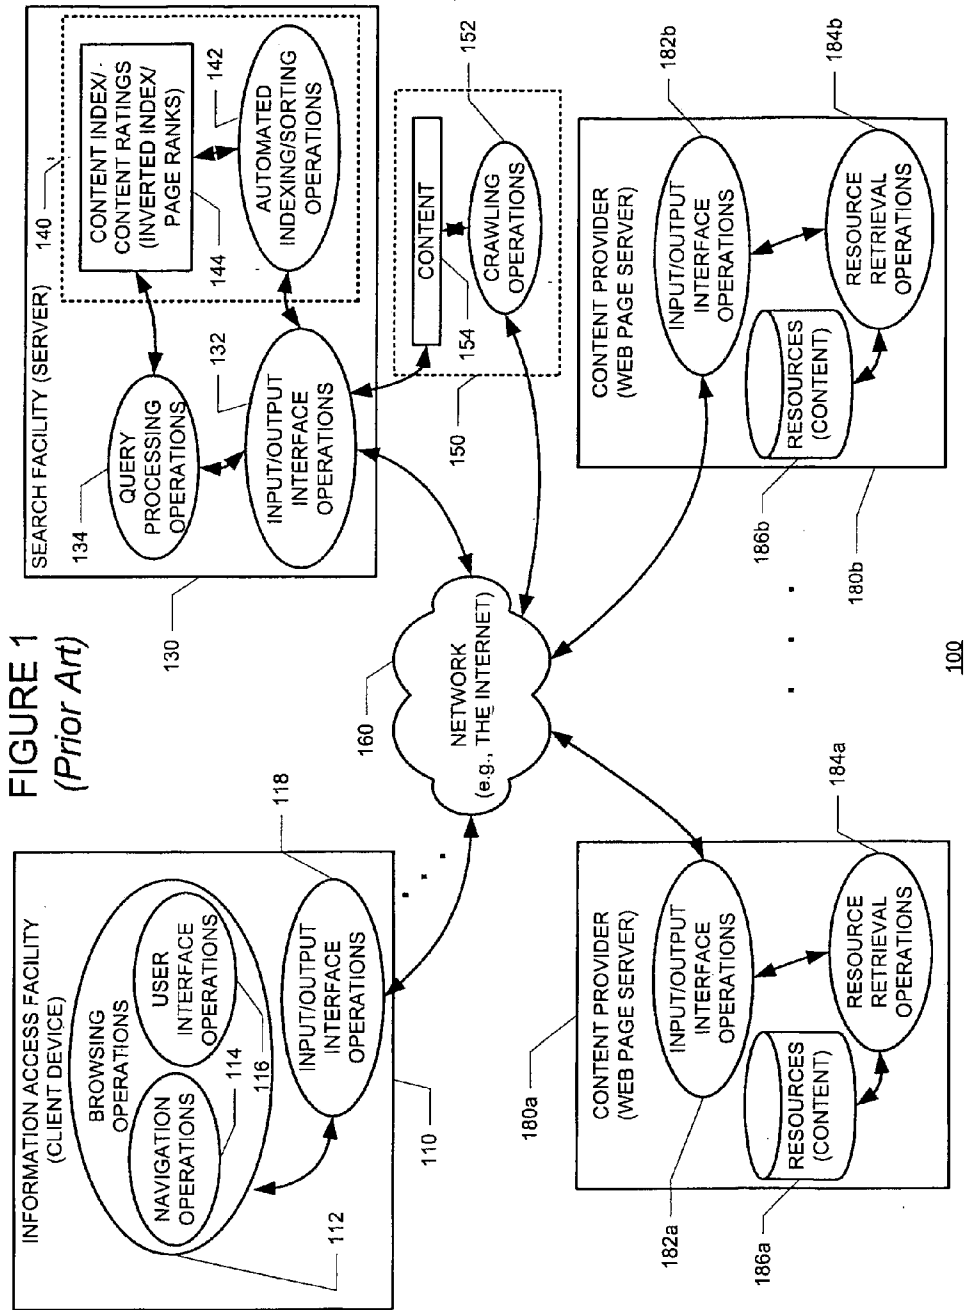 FIGURE 1
(Prior Art)
INFORMATION ACCESS FACILITY
(CLIENT DEVICE)
BROWSING
OPERATIONS
NAVIGATION
OPERATIONS
USER
INTERFACE
OPERATIONS
114
116
112
INPUT/OUTPUT
INTERFACE
OPERATIONS
118
110
SEARCH FACILITY (SERVER)
130
134
QUERY
PROCESSING
OPERATIONS
132
INPUT/OUTPUT
INTERFACE
OPERATIONS
140
CONTENT INDEX/
CONTENT RATINGS
(INVERTED INDEX/
PAGE RANKS)
144
142
AUTOMATED
INDEXING/SORTING
OPERATIONS
150
CONTENT
154
CRAWLING
OPERATIONS
152
160
NETWORK
(e.g., THE INTERNET)
180a
CONTENT PROVIDER
(WEB PAGE SERVER)
INPUT/OUTPUT
INTERFACE
OPERATIONS
182a
RESOURCES
(CONTENT)
186a
RESOURCE
RETRIEVAL
OPERATIONS
184a
CONTENT PROVIDER
(WEB PAGE SERVER)
INPUT/OUTPUT
INTERFACE
OPERATIONS
182b
RESOURCES
(CONTENT)
186b
RESOURCE
RETRIEVAL
OPERATIONS
184b
180b
100